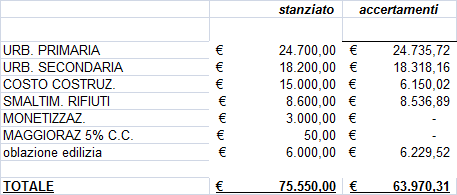 stanziato accertamenti
URB. PRIMARIA € 24.700,00 € 24.735,72
URB. SECONDARIA € 18.200,00 € 18.318,16
COSTO COSTRUZ. € 15.000,00 € 6.150,02
SMALTIM. RIFIUTI € 8.600,00 € 8.536,89
MONETIZZAZ. € 3.000,00 € -
MAGGIORAZ 5% C.C. € 50,00 € -
oblazione edilizia € 6.000,00 € 6.229,52
TOTALE € 75.550,00 € 63.970,31